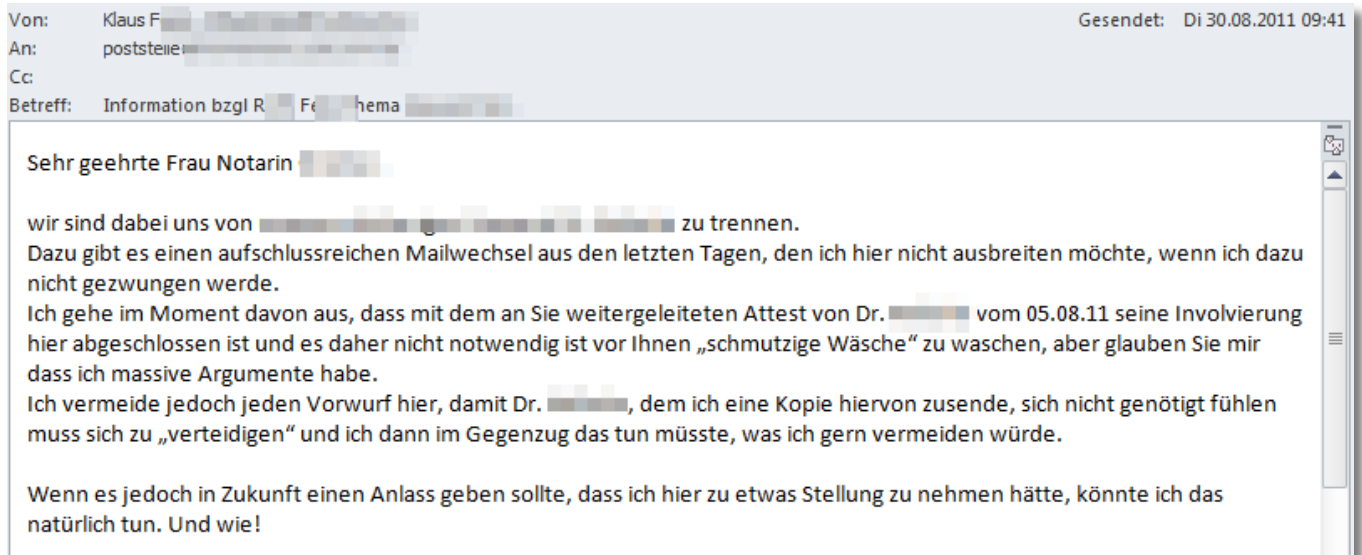 Von: Klaus F
Gesendet: Di 30.08.2011 09:41
An: poststelle
Cc:
Betreff: Information bzgl R Fe hema
Sehr geehrte Frau Notarin
wir sind dabei uns von zu trennen.
Dazu gibt es einen aufschlussreichen Mailwechsel aus den letzten Tagen, den ich hier nicht ausbreiten möchte, wenn ich dazu
nicht gezwungen werde.
Ich gehe im Moment davon aus, dass mit dem an Sie weitergeleiteten Attest von Dr. vom 05.08.11 seine Involvierung
hier abgeschlossen ist und es daher nicht notwendig ist vor Ihnen „schmutzige Wäsche“ zu waschen, aber glauben Sie mir
dass ich massive Argumente habe.
Ich vermeide jedoch jeden Vorwurf hier, damit Dr. , dem ich eine Kopie hiervon zusende, sich nicht genötigt fühlen
muss sich zu „verteidigen“ und ich dann im Gegenzug das tun müsste, was ich gern vermeiden würde.
Wenn es jedoch in Zukunft einen Anlass geben sollte, dass ich hier zu etwas Stellung zu nehmen hätte, könnte ich das
natürlich tun. Und wie!